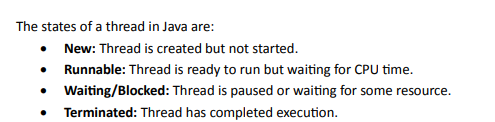 The states of a thread in Java are:
• New: Thread is created but not started.
• Runnable: Thread is ready to run but waiting for CPU time.
• Waiting/Blocked: Thread is paused or waiting for some resource.
• Terminated: Thread has completed execution.